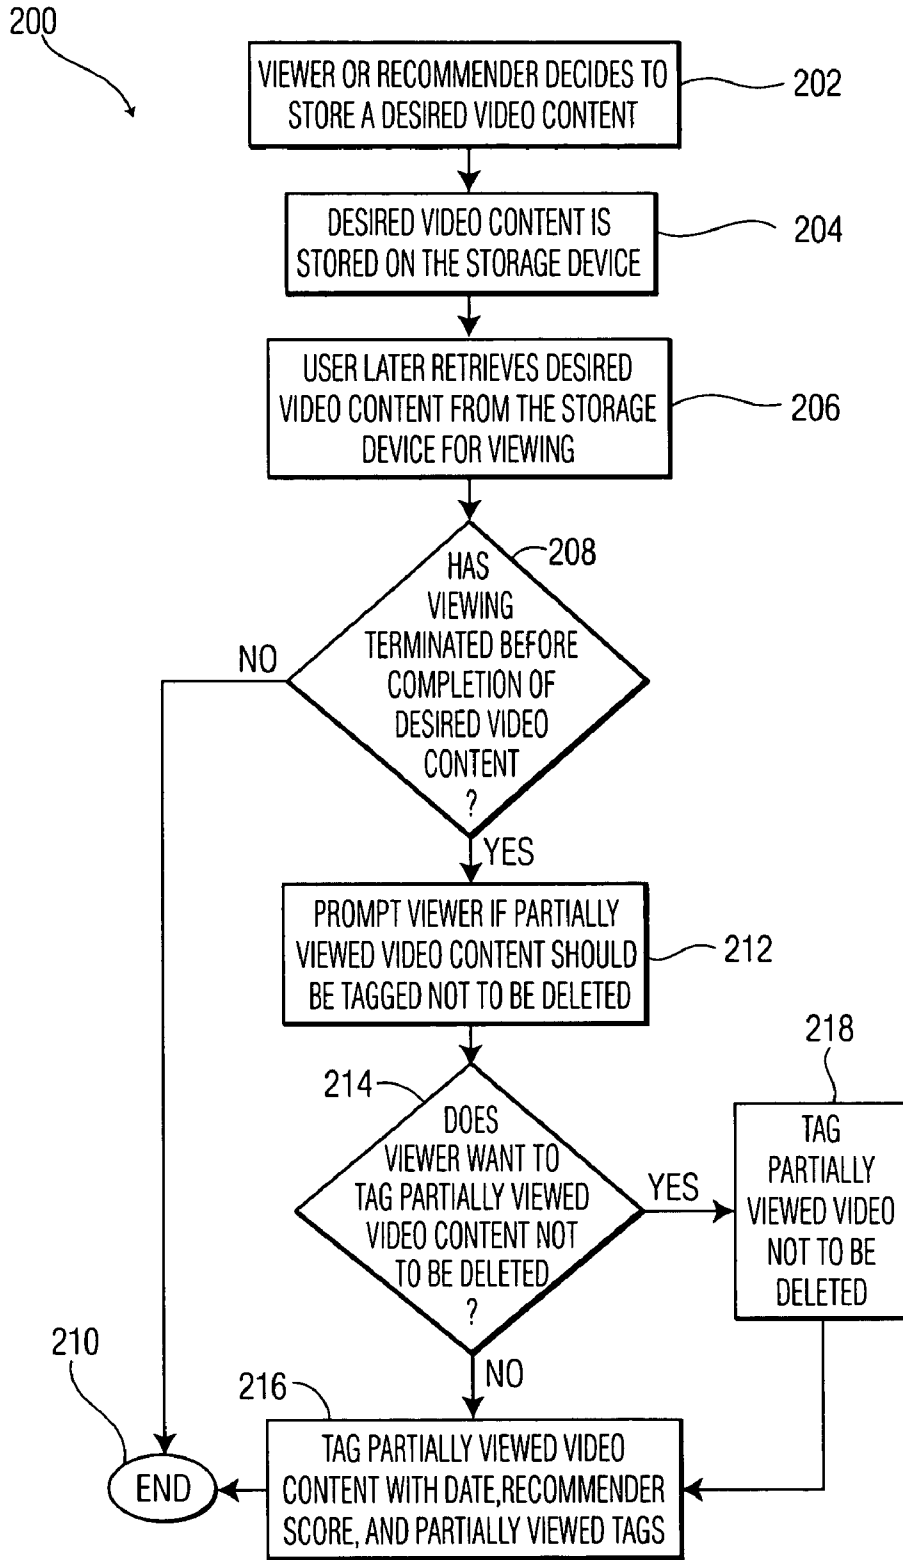 200
VIEWER OR RECOMMENDER DECIDES TO
STORE A DESIRED VIDEO CONTENT
202
DESIRED VIDEO CONTENT IS
STORED ON THE STORAGE DEVICE
204
USER LATER RETRIEVES DESIRED
VIDEO CONTENT FROM THE STORAGE
DEVICE FOR VIEWING
206
208
HAS
VIEWING
TERMINATED BEFORE
COMPLETION OF
DESIRED VIDEO
CONTENT
?
NO
YES
PROMPT VIEWER IF PARTIALLY
VIEWED VIDEO CONTENT SHOULD
BE TAGGED NOT TO BE DELETED
212
214
DOES
VIEWER WANT TO
TAG PARTIALLY VIEWED
VIDEO CONTENT NOT
TO BE DELETED
?
YES
218
TAG
PARTIALLY
VIEWED VIDEO
NOT TO BE
DELETED
NO
210
END
216
TAG PARTIALLY VIEWED VIDEO
CONTENT WITH DATE, RECOMMENDER
SCORE, AND PARTIALLY VIEWED TAGS